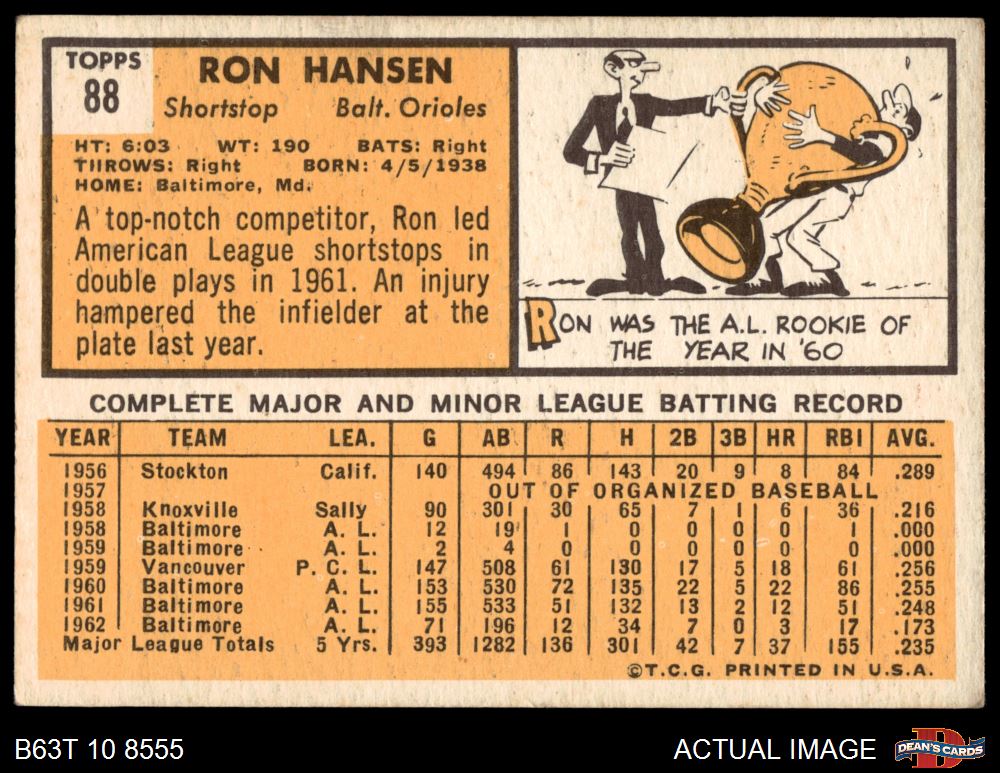 TOPPS
88
RON HANSEN
Shortstop Balt. Orioles
HT: 6:03 WT: 190 BATS: Right
THROWS: Right BORN: 4/5/1938
HOME: Baltimore, Md.
A top-notch competitor, Ron led
American League shortstops in
double plays in 1961. An injury
hampered the infielder at the
plate last year.
RON WAS THE A.L. ROOKIE OF
THE YEAR IN '60
COMPLETE MAJOR AND MINOR LEAGUE BATTING RECORD
YEAR TEAM LEA. G AB R H 2B 3B HR RBI AVG.
1956 Stockton Calif. 140 494 86 143 20 9 8 84 .289
1957 OUT OF ORGANIZED BASEBALL
1958 Knoxville Sally 90 301 30 65 7 1 6 36 .216
1958 Baltimore A. L. 12 19 1 0 0 0 0 1 .000
1959 Baltimore A. L. 2 4 0 0 0 0 0 0 .000
1959 Vancouver P. C. L. 147 508 61 130 17 5 18 61 .256
1960 Baltimore A. L. 153 530 72 135 22 5 22 86 .255
1961 Baltimore A. L. 155 533 51 132 13 2 12 51 .248
1962 Baltimore A. L. 71 196 12 34 7 0 3 17 .173
Major League Totals 5 Yrs. 393 1282 136 301 42 7 37 155 .235
©T.C.G. PRINTED IN U.S.A.
B63T 10 8555 ACTUAL IMAGE
DEAN'S CARDS